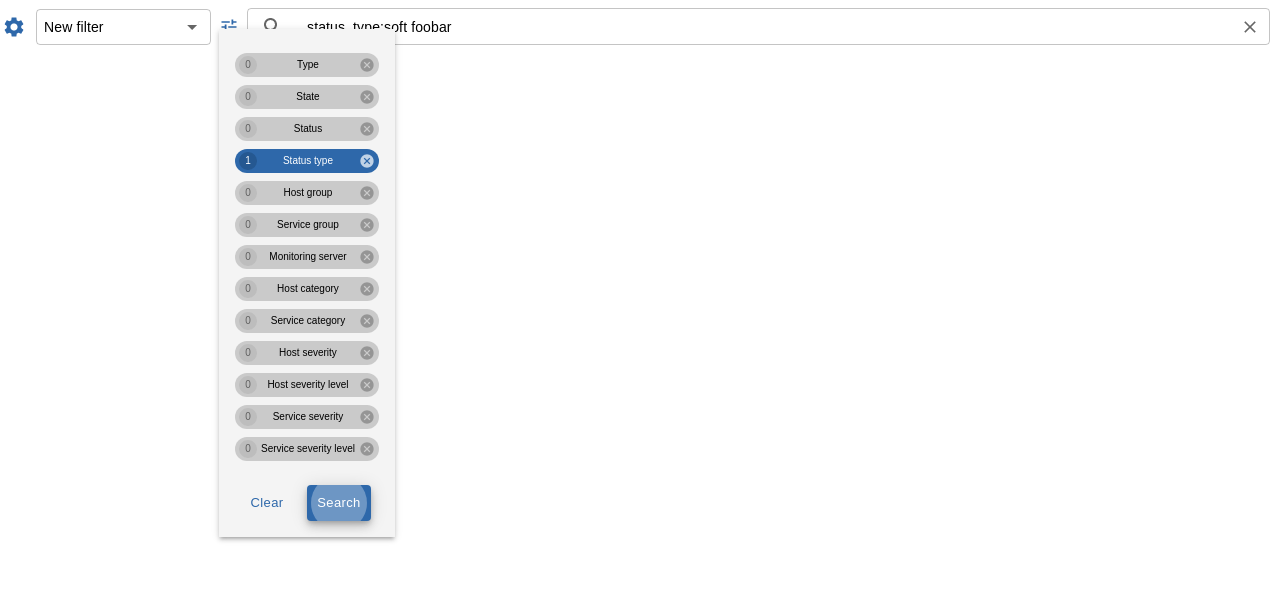 New filter
status_type:soft foobar
0 Type
0 State
0 Status
1 Status type
0 Host group
0 Service group
0 Monitoring server
0 Host category
0 Service category
0 Host severity
0 Host severity level
0 Service severity
0 Service severity level
Clear Search